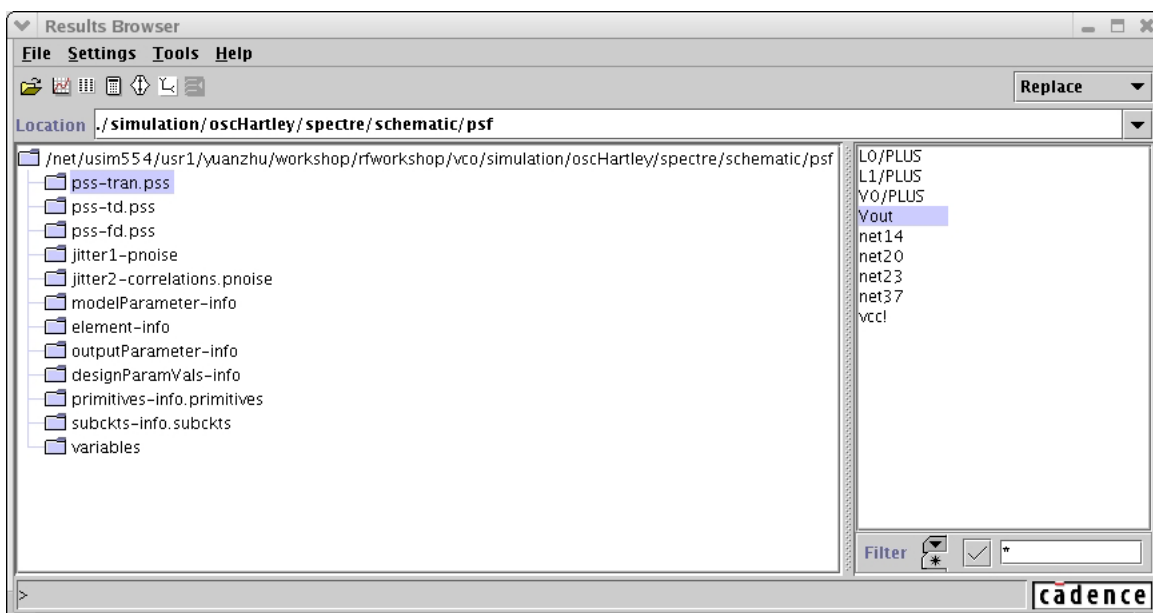 Results Browser
File Settings Tools Help
Replace
Location ./simulation/oscHartley/spectre/schematic/psf
/net/usim554/usr1/yuanzhu/workshop/rfworkshop/vco/simulation/oscHartley/spectre/schematic/psf
pss-tran.pss
pss-td.pss
pss-fd.pss
jitter1-pnoise
jitter2-correlations.pnoise
modelParameter-info
element-info
outputParameter-info
designParamVals-info
primitives-info.primitives
subckts-info.subckts
variables
L0/PLUS
L1/PLUS
V0/PLUS
Vout
net14
net20
net23
net37
vcc!
Filter *
>
cādence